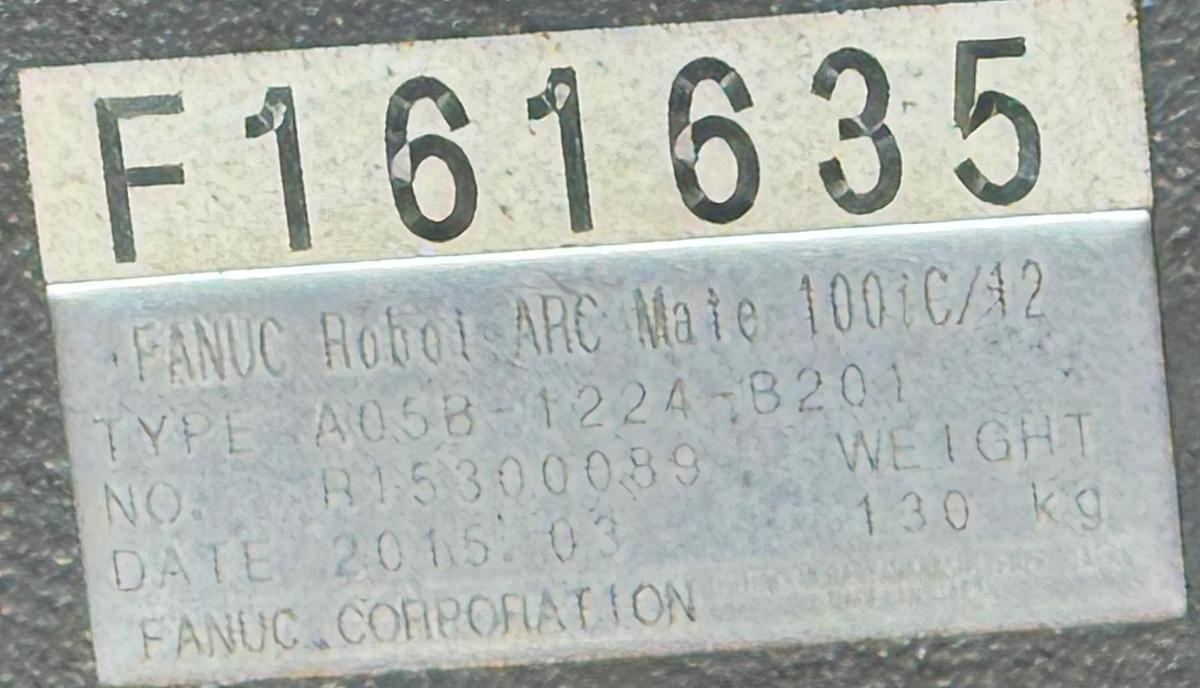 F161635
FANUC Robot ARC Mate 100iC/12
TYPE A05B-1224-B201
NO. R15300089 WEIGHT
DATE 2015. 03 130 kg
FANUC CORPORATION